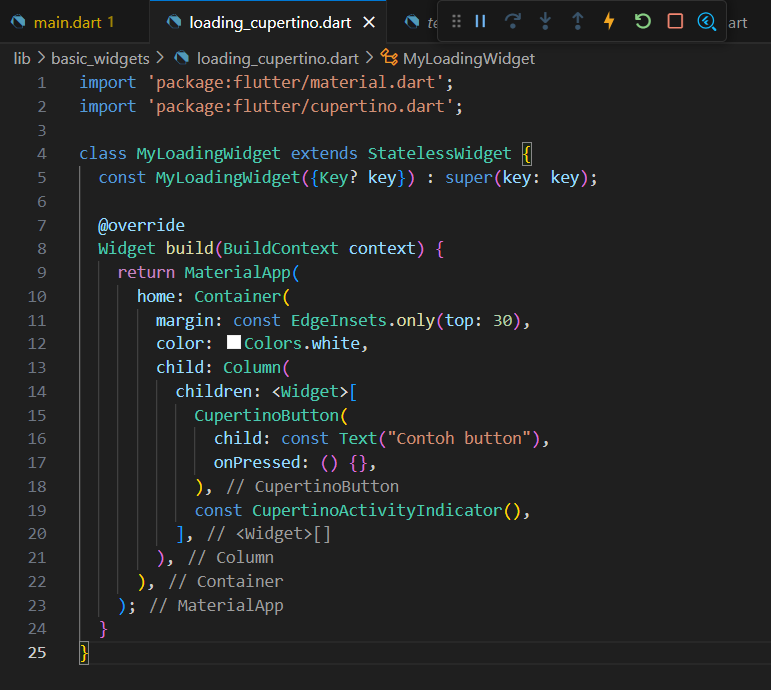 main.dart 1 loading_cupertino.dart te art
lib > basic_widgets > loading_cupertino.dart > MyLoadingWidget
1 import 'package:flutter/material.dart';
2 import 'package:flutter/cupertino.dart';
3
4 class MyLoadingWidget extends StatelessWidget {
5   const MyLoadingWidget({Key? key}) : super(key: key);
6
7   @override
8   Widget build(BuildContext context) {
9     return MaterialApp(
10       home: Container(
11         margin: const EdgeInsets.only(top: 30),
12         color: Colors.white,
13         child: Column(
14           children: <Widget>[
15             CupertinoButton(
16               child: const Text("Contoh button"),
17               onPressed: () {},
18             ), // CupertinoButton
19             const CupertinoActivityIndicator(),
20           ], // <Widget>[]
21         ), // Column
22       ), // Container
23     ); // MaterialApp
24   }
25 }